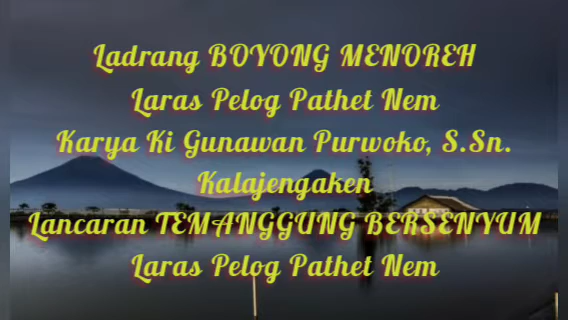 Ladrang BOYONG MENOREH
Laras Pelog Pathet Nem
Karya Ki Gunawan Purwoko, S.Sn.
Kalajengaken
Lancaran TEMANGGUNG BERSENYUM
Laras Pelog Pathet Nem